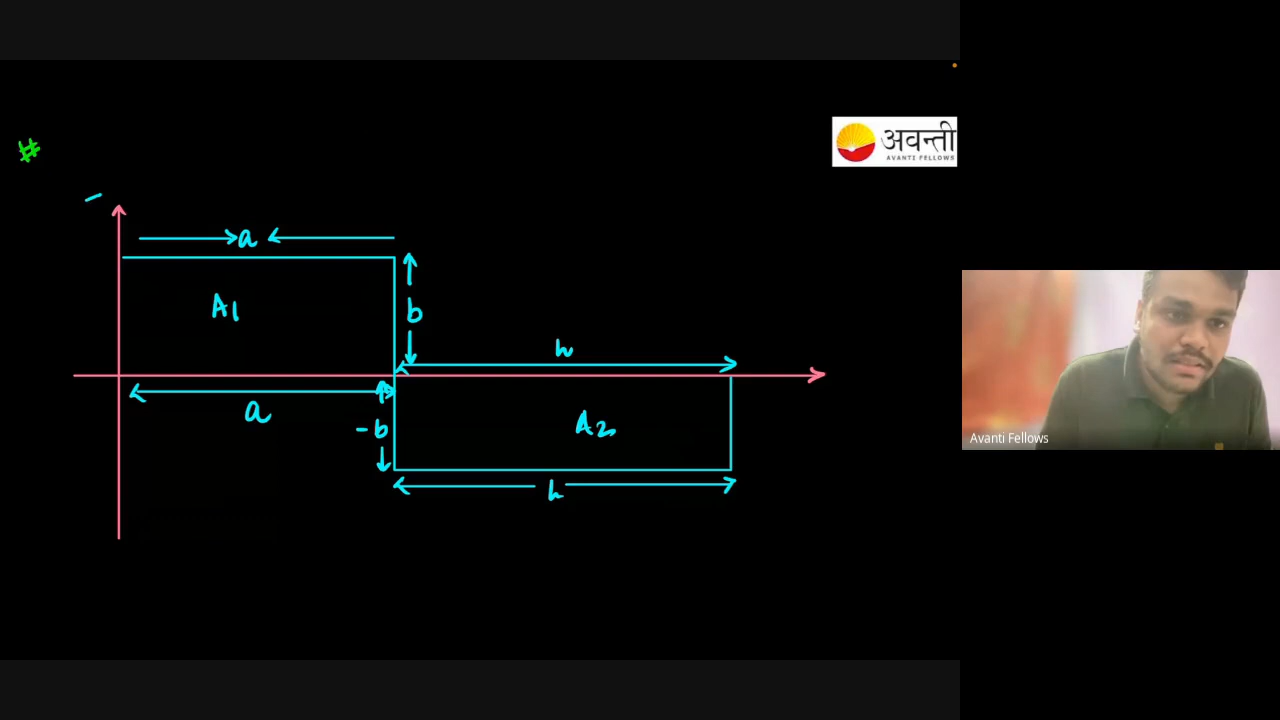 #
अवन्ती
AVANTI FELLOWS
a
A1
b
h
a
-b
A2
h
Avanti Fellows